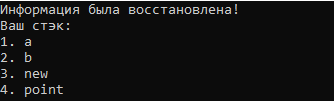 Информация была восстановлена!
Ваш стэк:
1. a
2. b
3. new
4. point